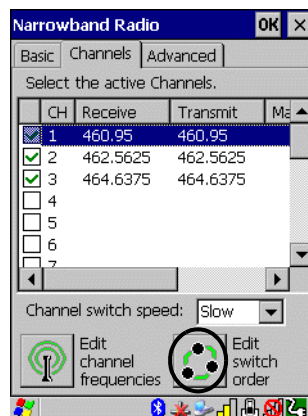 Narrowband Radio OK
Basic Channels Advanced
Select the active Channels.
CH Receive Transmit Ma
1 460.95 460.95
2 462.5625 462.5625
3 464.6375 464.6375
4
5
6
7
Channel switch speed: Slow
Edit channel frequencies
Edit switch order